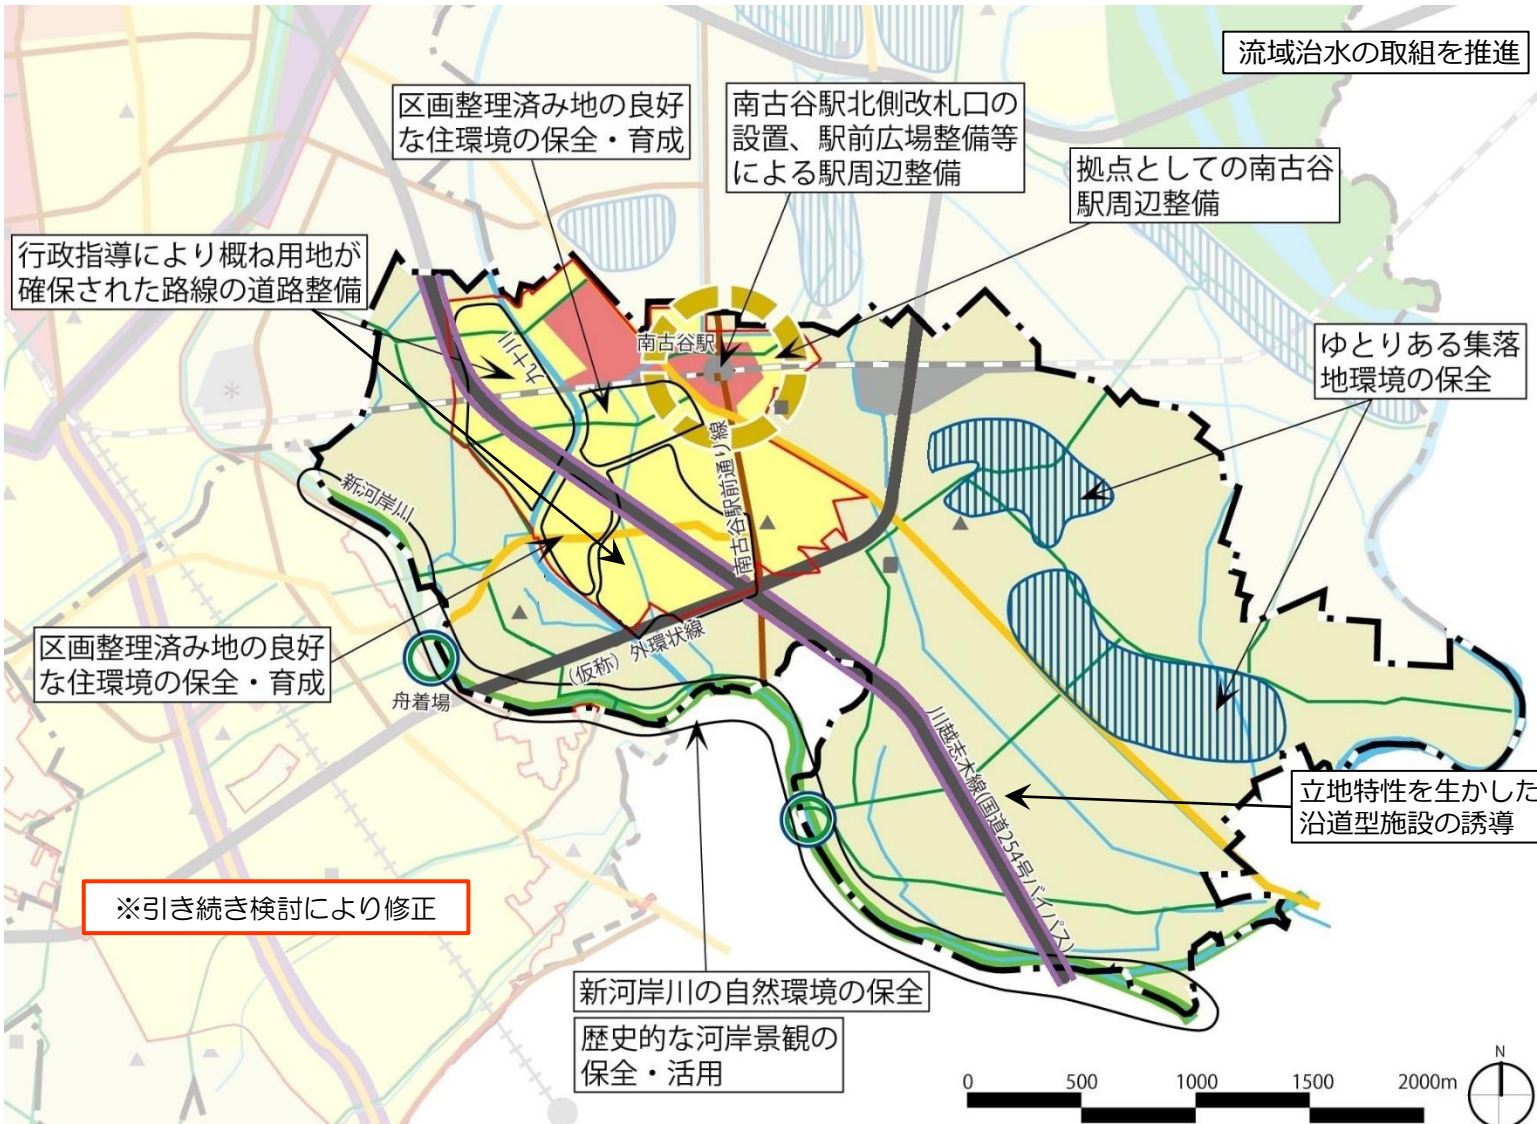 流域治水の取組を推進
区画整理済み地の良好
な住環境の保全・育成
南古谷駅北側改札口の
設置、駅前広場整備等
による駅周辺整備
拠点としての南古谷
駅周辺整備
行政指導により概ね用地が
確保された路線の道路整備
ゆとりある集落
地環境の保全
南古谷駅
九十川
新河岸川
南古谷駅前通り線
*
区画整理済み地の良好
な住環境の保全・育成
舟着場
(仮称)外環状線
川越志木線(国道254号バイパス)
立地特性を生かした
沿道型施設の誘導
※引き続き検討により修正
新河岸川の自然環境の保全
歴史的な河岸景観の
保全・活用
0 500 1000 1500 2000m
N